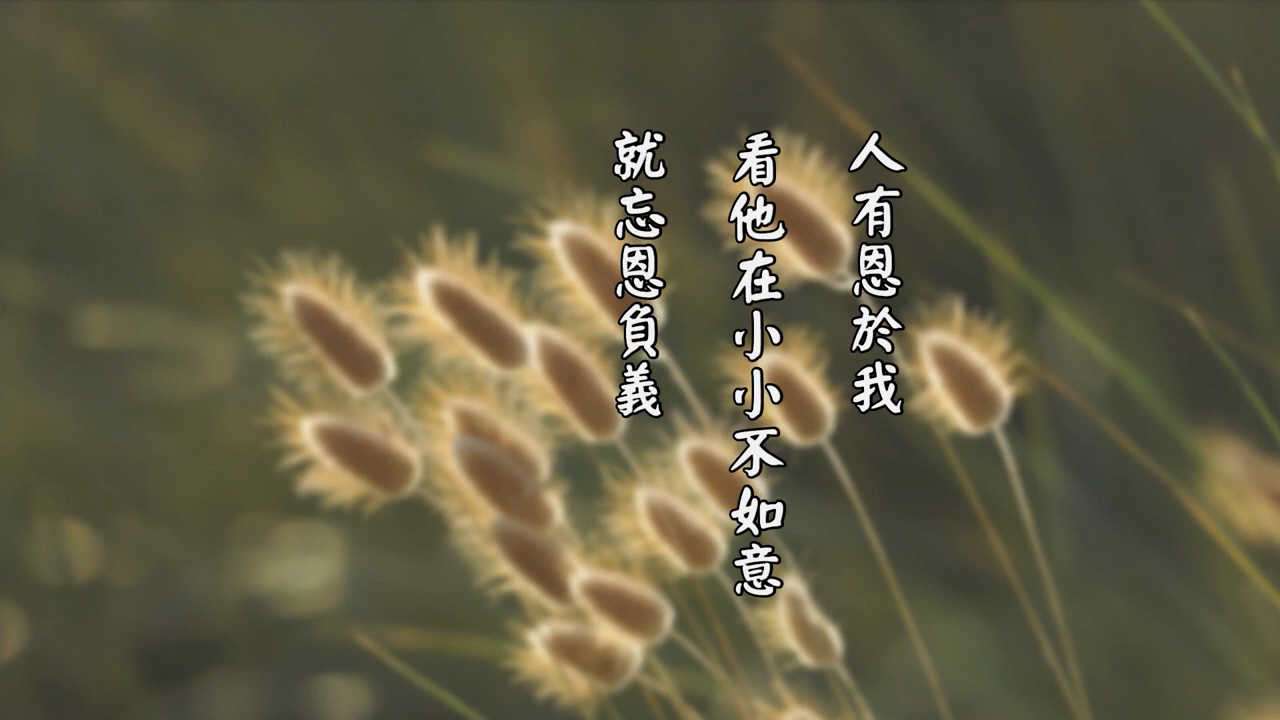 人有恩於我
看他在小小不如意
就忘恩負義